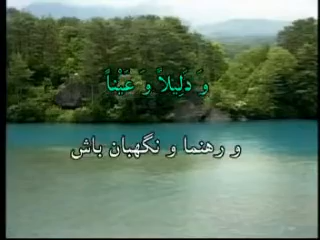 وَ دَلِيلاً وَ عَيْناً
و رهنما و نگهبان باش